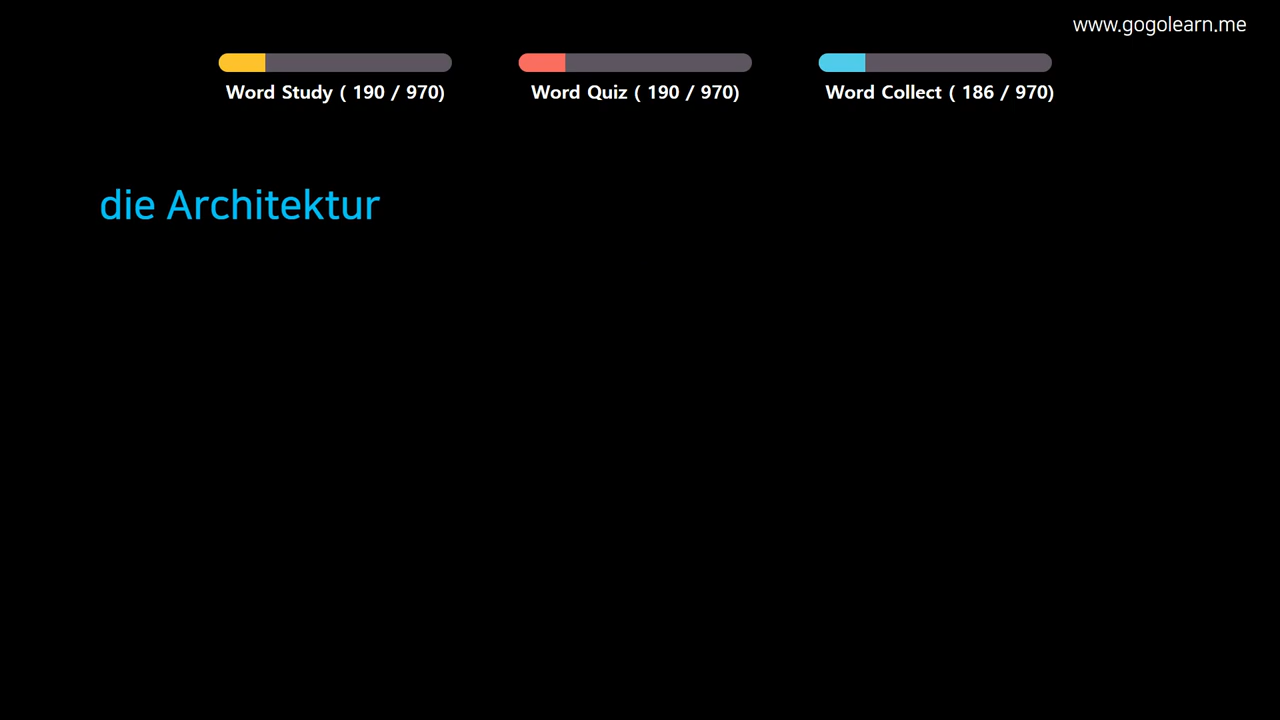 www.gogolearn.me
Word Study ( 190 / 970)
Word Quiz ( 190 / 970)
Word Collect ( 186 / 970)
die Architektur